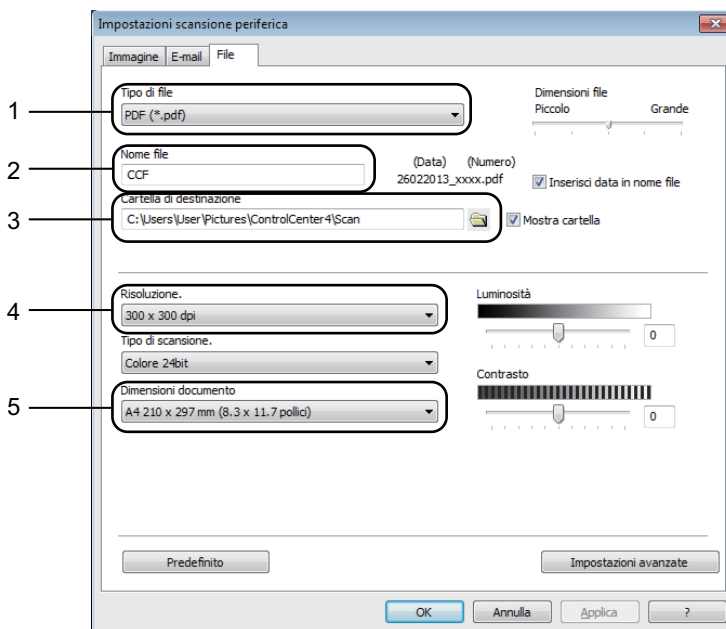 Impostazioni scansione periferica
Immagine E-mail File
1
Tipo di file
PDF (*.pdf)
Dimensioni file
Piccolo Grande
2
Nome file
CCF
(Data) (Numero)
26022013_xxxx.pdf
Inserisci data in nome file
3
Cartella di destinazione
C:\Users\User\Pictures\ControlCenter4\Scan
Mostra cartella
4
Risoluzione.
300 x 300 dpi
Luminosità
0
Tipo di scansione.
Colore 24bit
Contrasto
0
5
Dimensioni documento
A4 210 x 297 mm (8.3 x 11.7 pollici)
Predefinito
Impostazioni avanzate
OK Annulla Applica ?